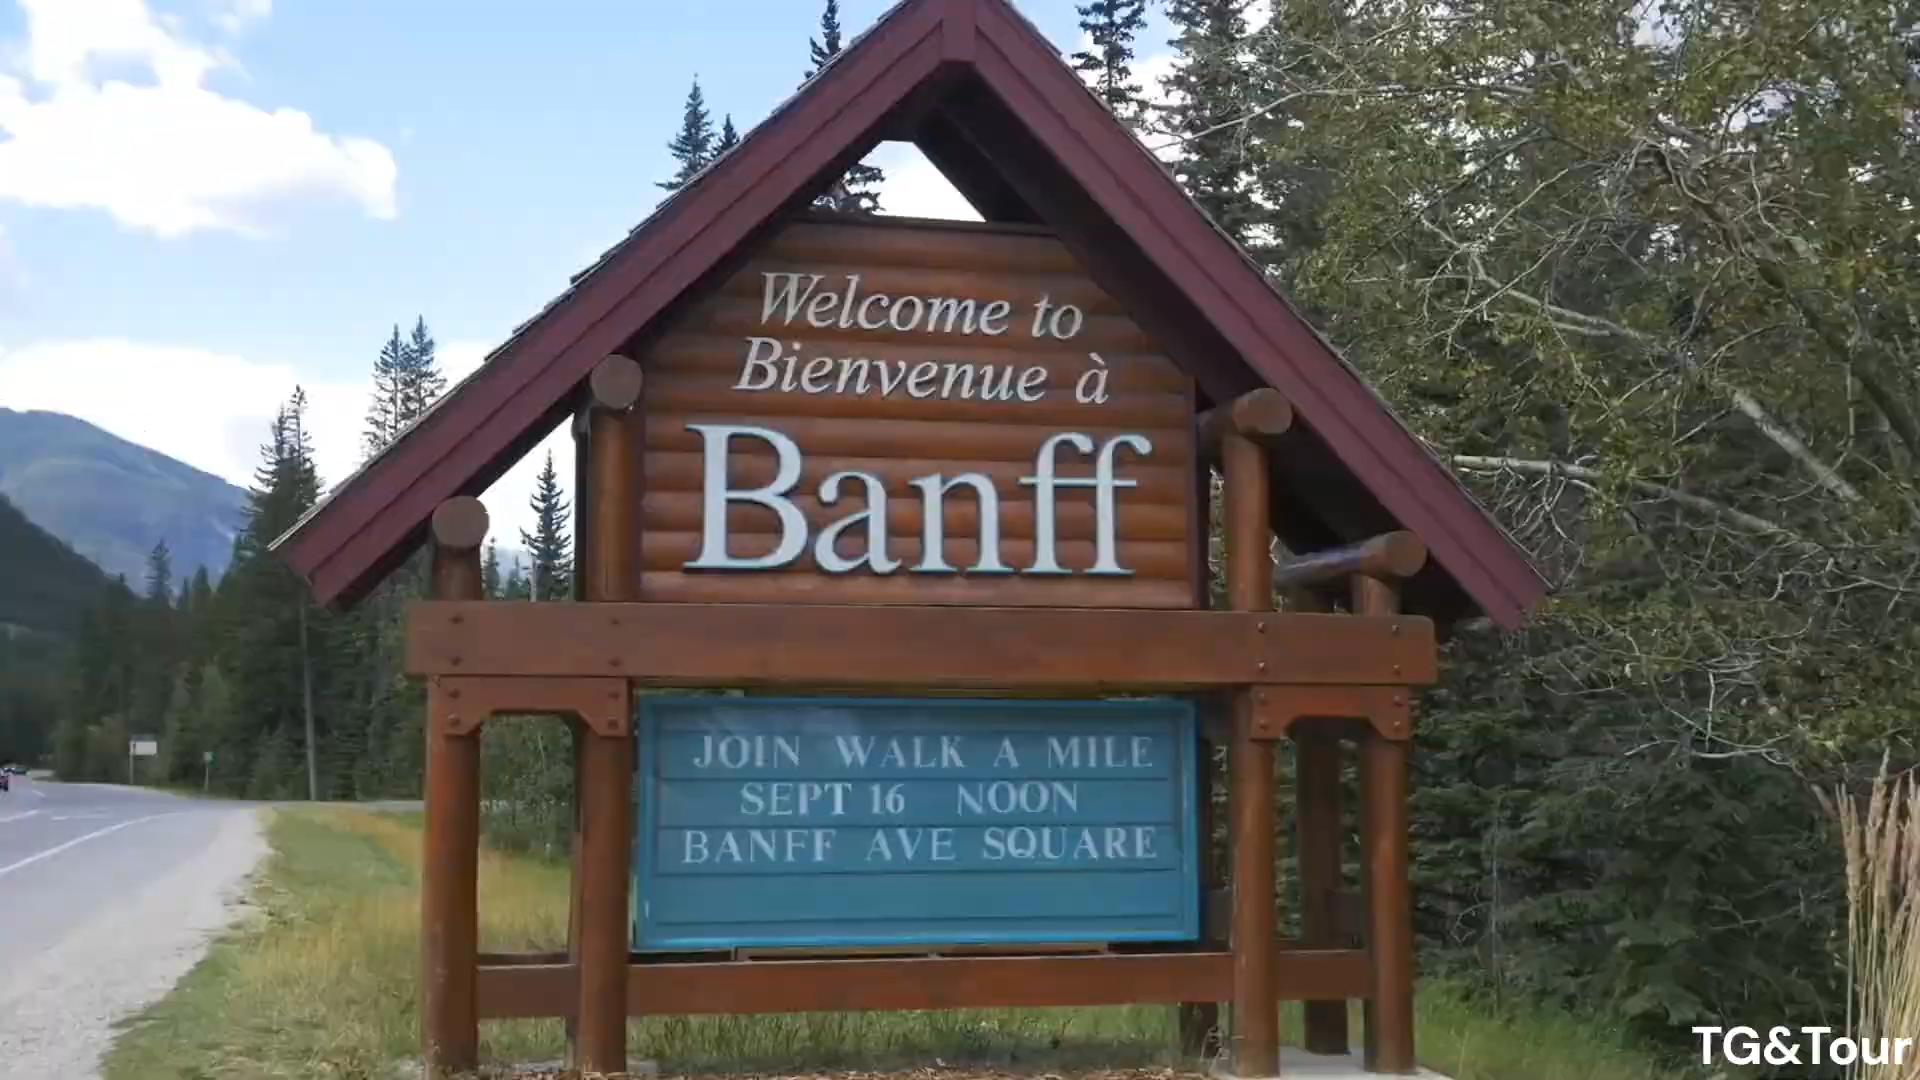 Welcome to
Bienvenue à
Banff
JOIN WALK A MILE
SEPT 16 NOON
BANFF AVE SQUARE
TG&Tour